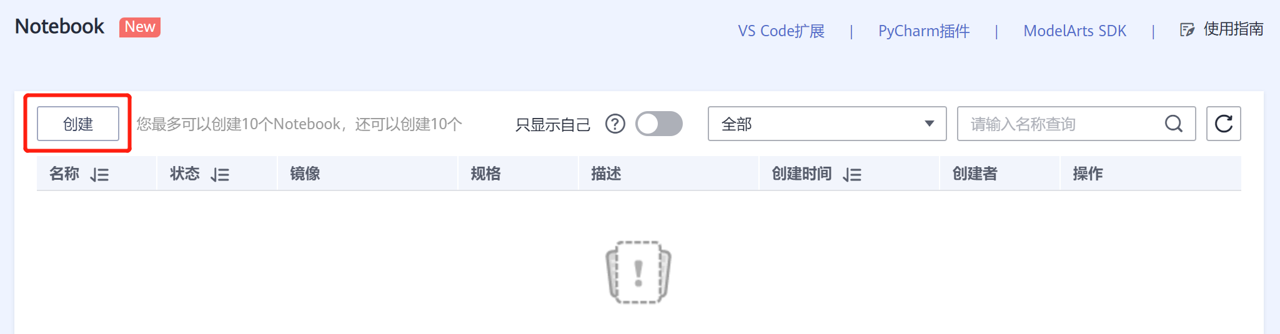 Notebook New
VS Code扩展 | PyCharm插件 | ModelArts SDK | 使用指南
创建 您最多可以创建10个Notebook，还可以创建10个 只显示自己 ? 全部 请输入名称查询
名称 状态 镜像 规格 描述 创建时间 创建者 操作